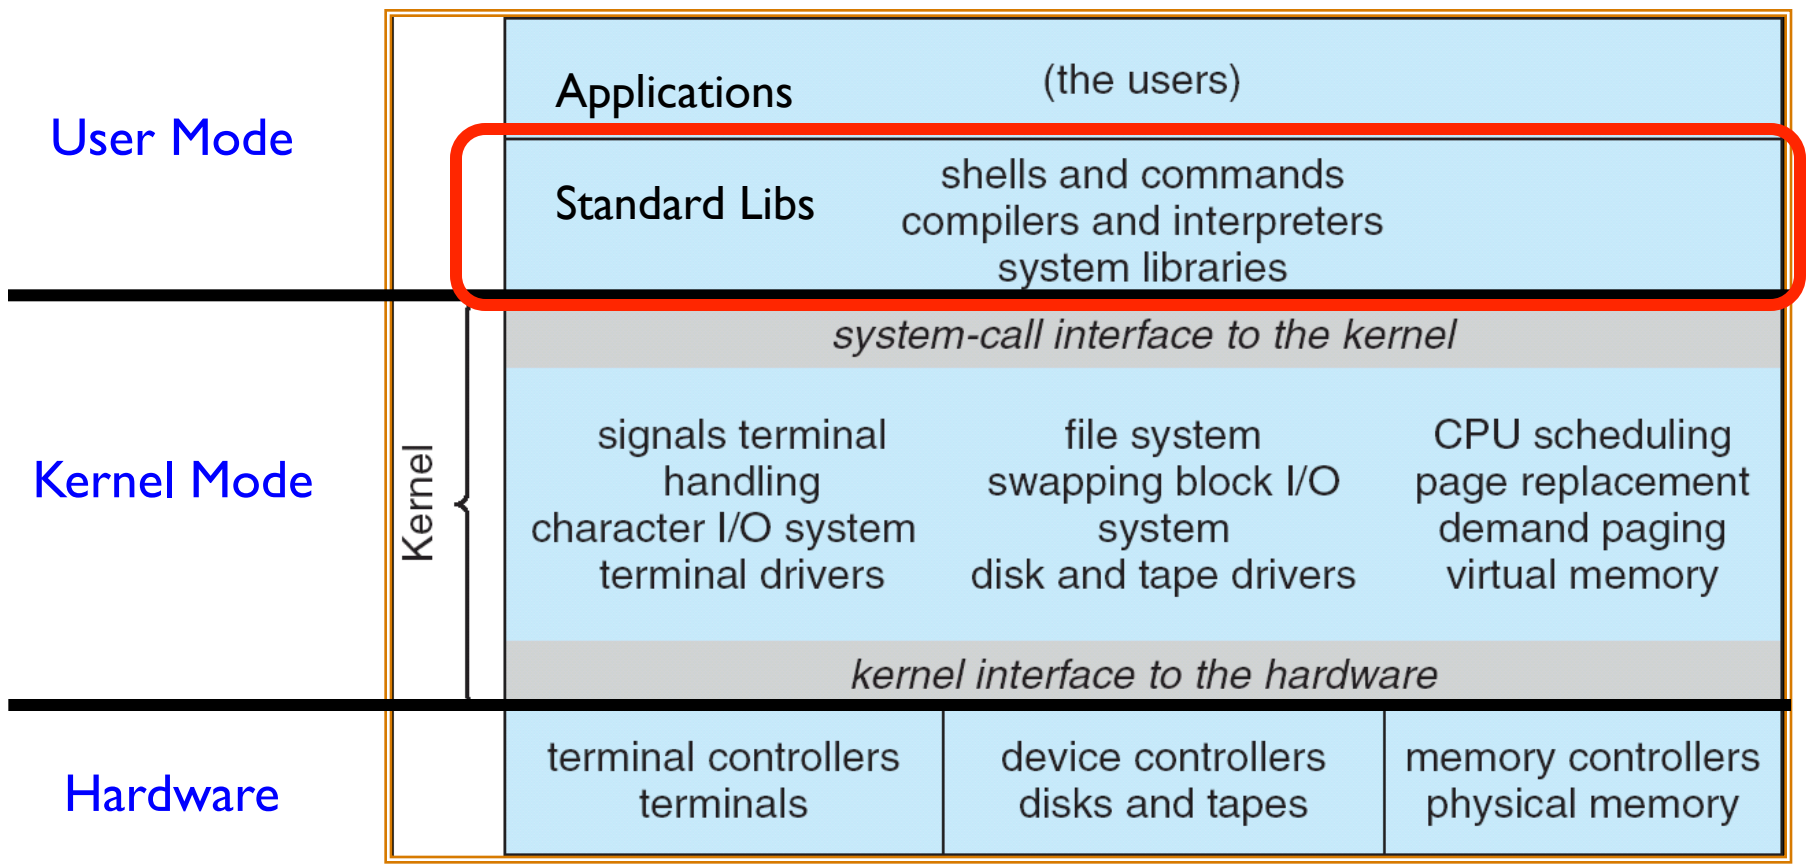 User Mode
Applications
(the users)
Standard Libs
shells and commands
compilers and interpreters
system libraries
Kernel Mode
Kernel
system-call interface to the kernel
signals terminal
handling
character I/O system
terminal drivers
file system
swapping block I/O
system
disk and tape drivers
CPU scheduling
page replacement
demand paging
virtual memory
kernel interface to the hardware
Hardware
terminal controllers
terminals
device controllers
disks and tapes
memory controllers
physical memory